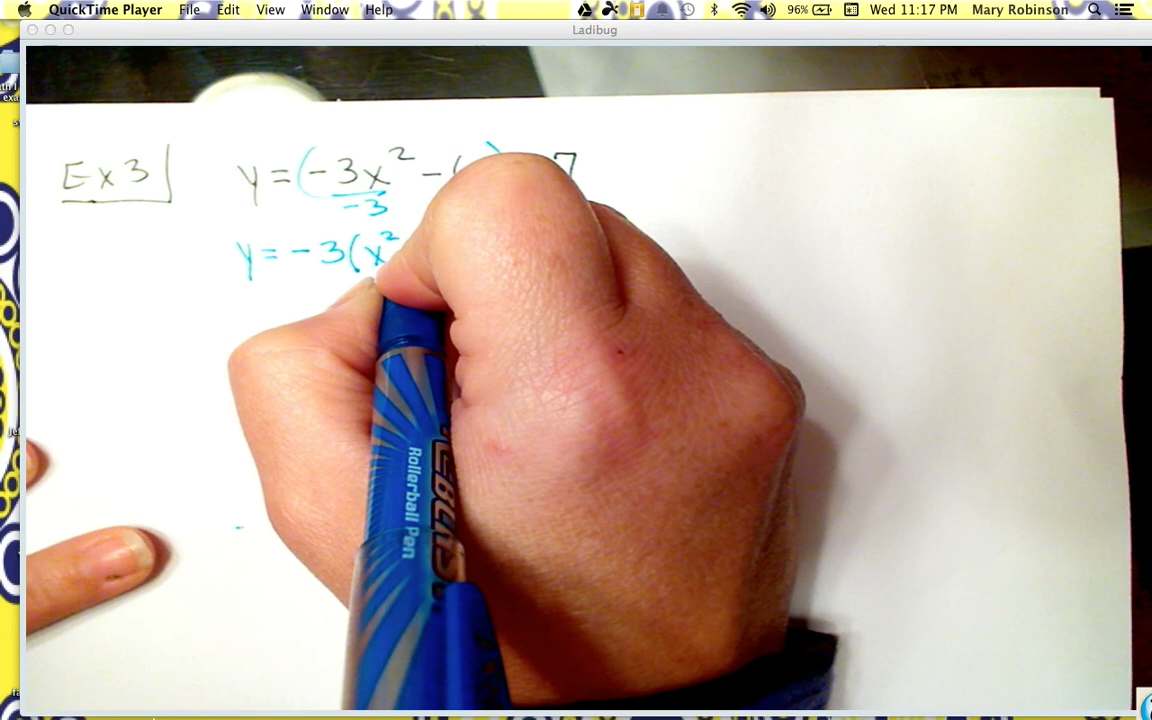 QuickTime Player File Edit View Window Help 96% Wed 11:17 PM Mary Robinson
Ladibug
Ex 3 y = (-3x² - ( ) 7
-3
y = -3(x²
Rollerball Pen